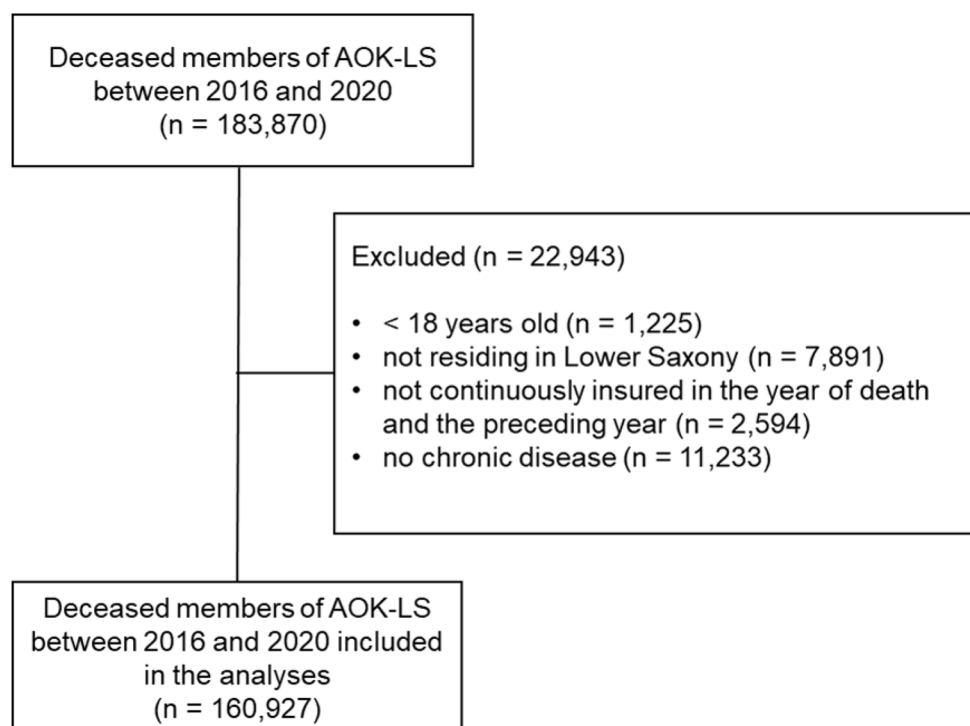 Deceased members of AOK-LS
between 2016 and 2020
(n = 183,870)
Excluded (n = 22,943)
• < 18 years old (n = 1,225)
• not residing in Lower Saxony (n = 7,891)
• not continuously insured in the year of death
and the preceding year (n = 2,594)
• no chronic disease (n = 11,233)
Deceased members of AOK-LS
between 2016 and 2020 included
in the analyses
(n = 160,927)